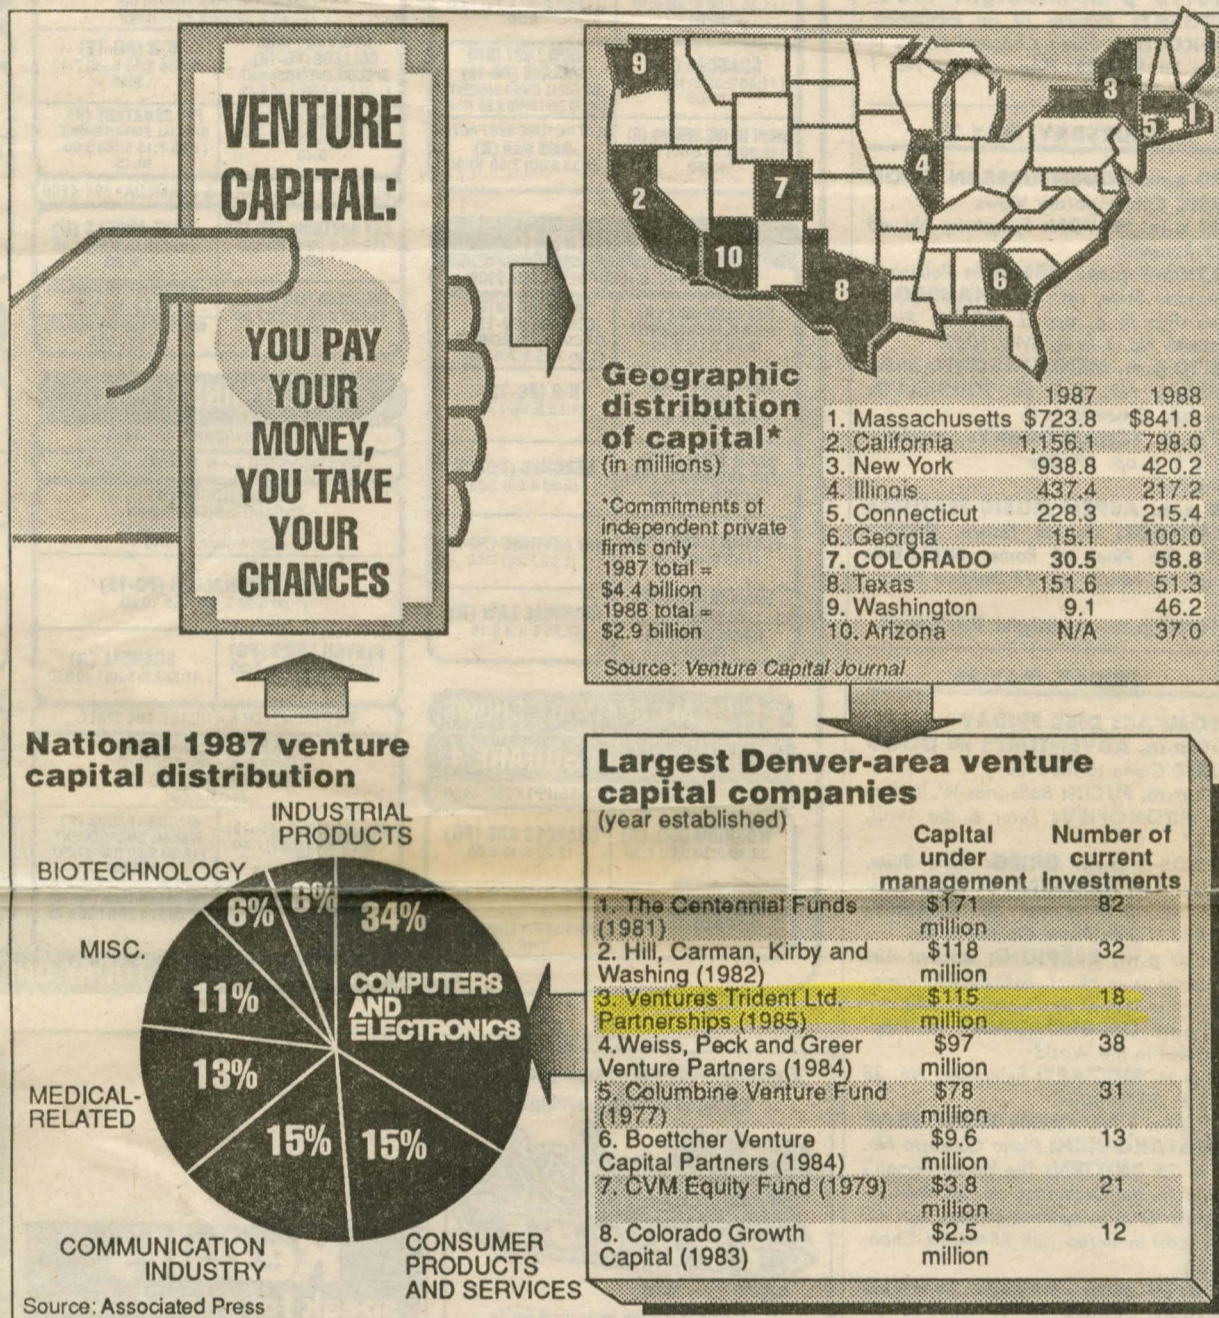 VENTURE
CAPITAL:
YOU PAY
YOUR
MONEY,
YOU TAKE
YOUR
CHANCES
9
3
1
5
4
2
7
10
6
8
Geographic
distribution
of capital*
(in millions)
*Commitments of
independent private
firms only
1987 total =
$4.4 billion
1988 total =
$2.9 billion
1987 1988
1. Massachusetts $723.8 $841.8
2. California 1,156.1 798.0
3. New York 938.8 420.2
4. Illinois 437.4 217.2
5. Connecticut 228.3 215.4
6. Georgia 15.1 100.0
7. COLORADO 30.5 58.8
8. Texas 151.6 51.3
9. Washington 9.1 46.2
10. Arizona N/A 37.0
Source: Venture Capital Journal
National 1987 venture
capital distribution
INDUSTRIAL
PRODUCTS
6%
BIOTECHNOLOGY
6%
MISC.
11%
MEDICAL-
RELATED
13%
COMMUNICATION
INDUSTRY
15%
CONSUMER
PRODUCTS
AND SERVICES
15%
34%
COMPUTERS
AND
ELECTRONICS
Source: Associated Press
Largest Denver-area venture
capital companies
(year established)
Capital Number of
under current
management Investments
1. The Centennial Funds $171 82
(1981) million
2. Hill, Carman, Kirby and $118 32
Washing (1982) million
3. Ventures Trident Ltd. $115 18
Partnerships (1985) million
4.Weiss, Peck and Greer $97 38
Venture Partners (1984) million
5. Columbine Venture Fund $78 31
(1977) million
6. Boettcher Venture $9.6 13
Capital Partners (1984) million
7. CVM Equity Fund (1979) $3.8 21
million
8. Colorado Growth $2.5 12
Capital (1983) million